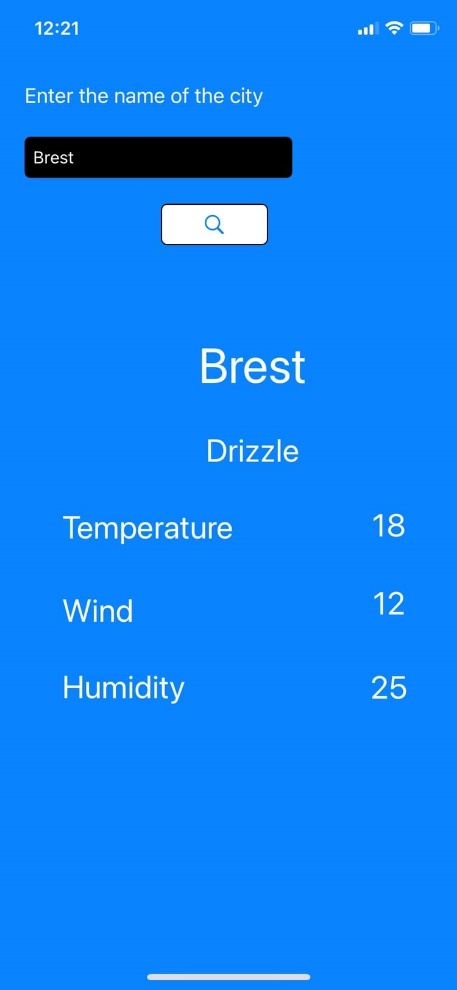 12:21
Enter the name of the city
Brest
Brest
Drizzle
Temperature 18
Wind 12
Humidity 25